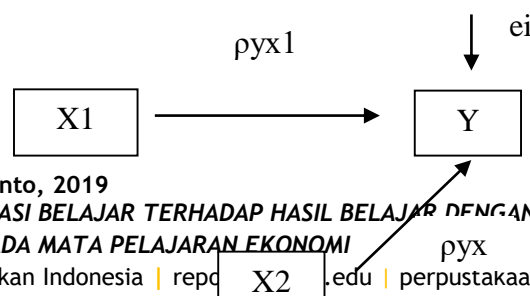 ei
ρyx1
X1
Y
nto, 2019
ASI BELAJAR TERHADAP HASIL BELAJAR DENGAN
DA MATA PELAJARAN EKONOMI
ρyx
kan Indonesia | repo .edu | perpustakaa
X2